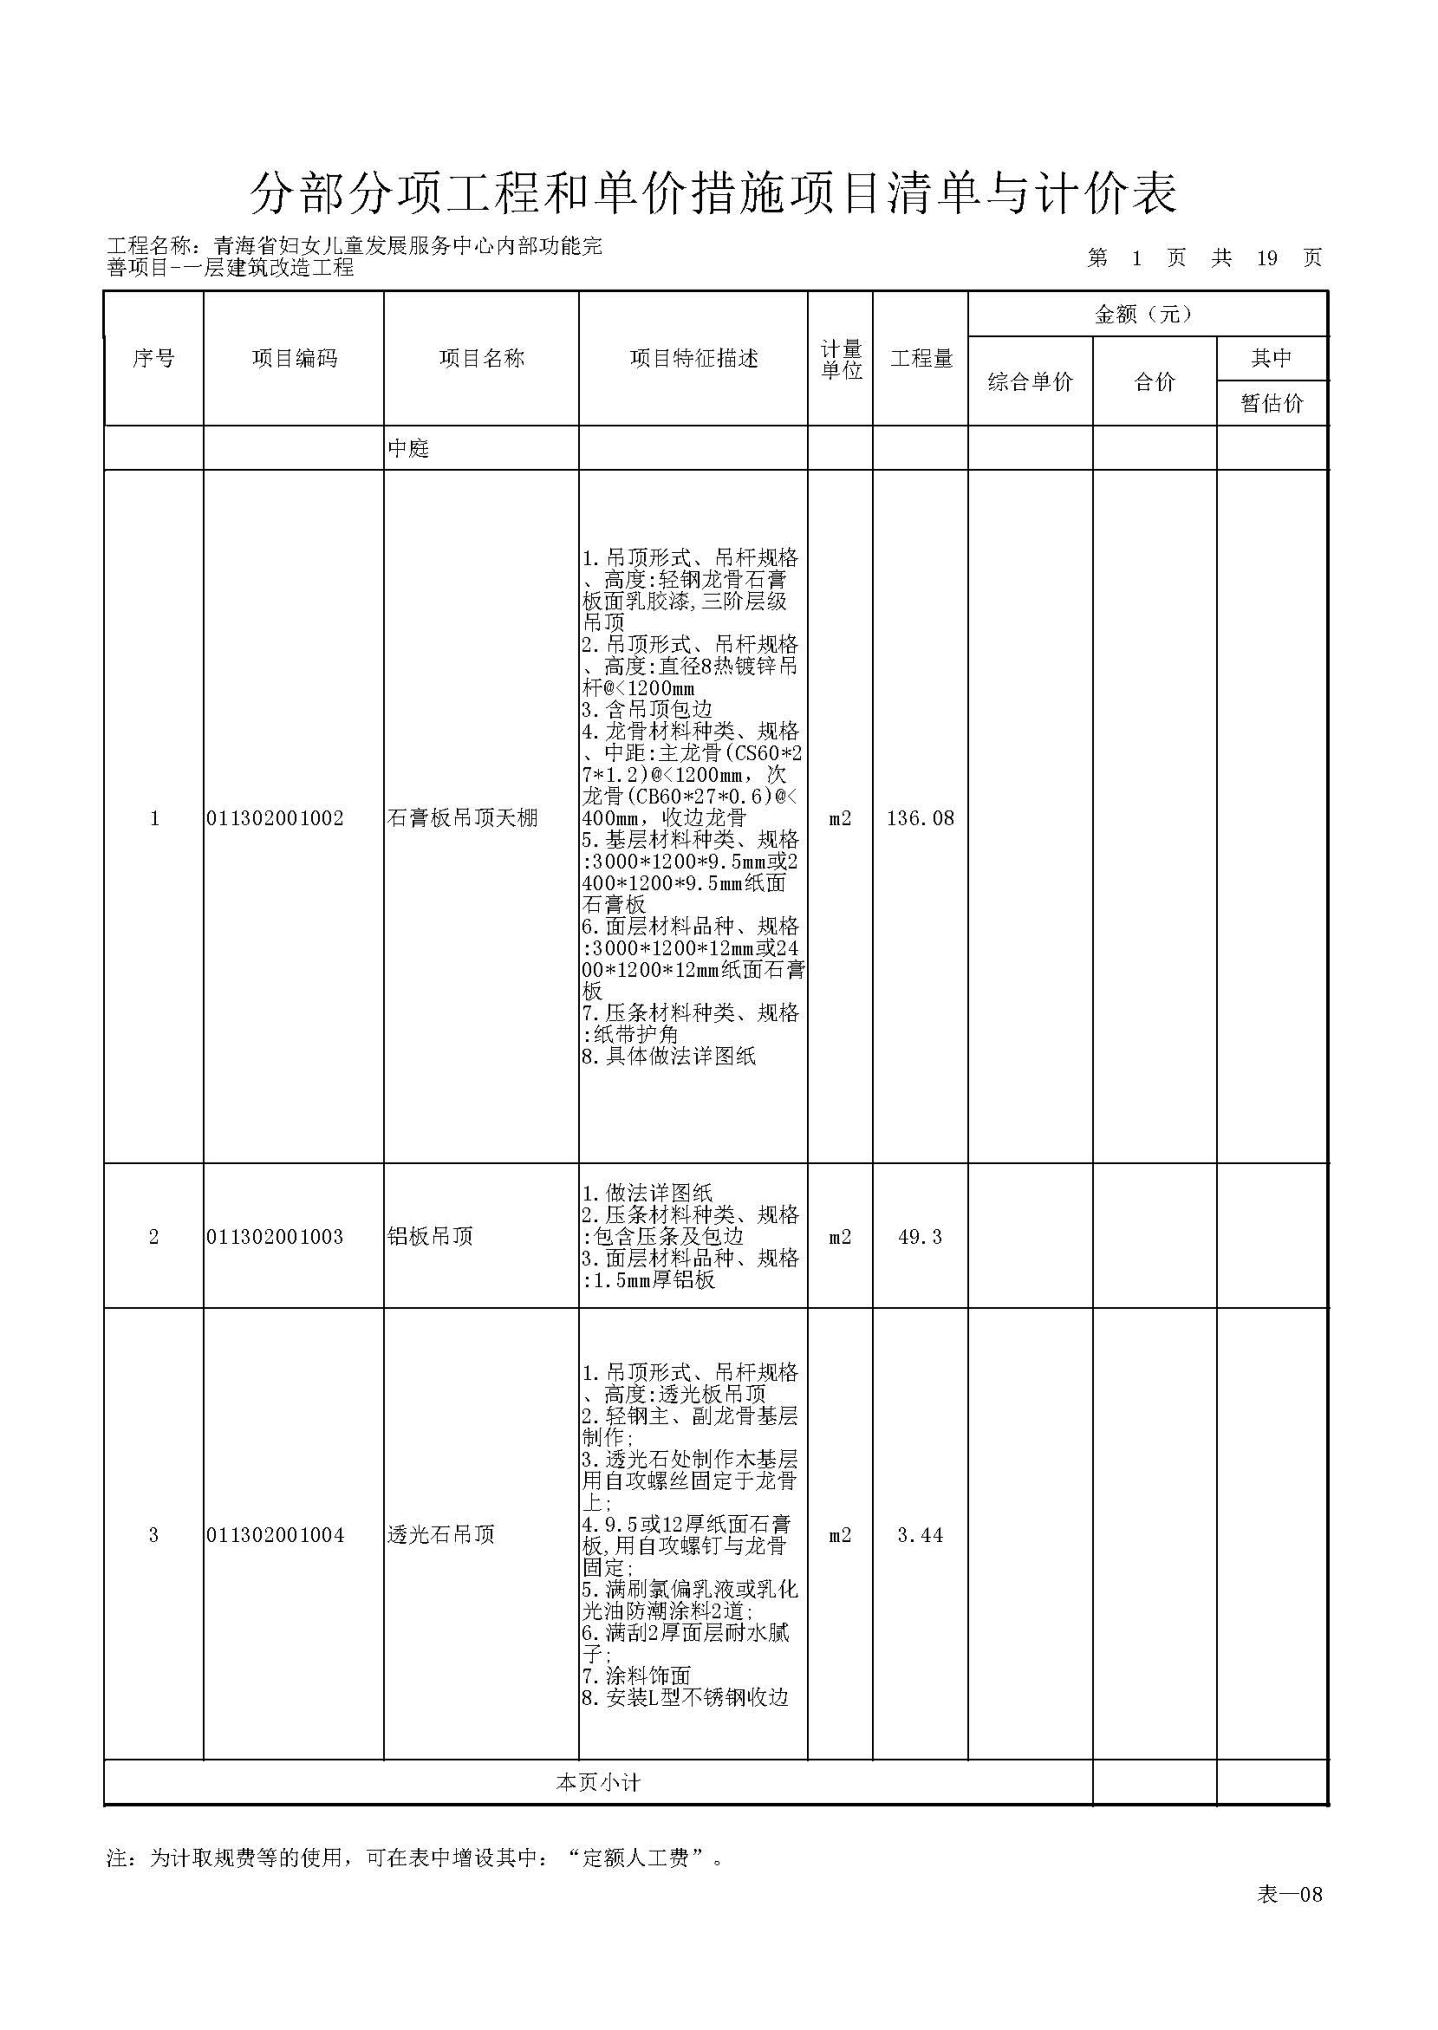 分部分项工程和单价措施项目清单与计价表
工程名称：青海省妇女儿童发展服务中心内部功能完
善项目-一层建筑改造工程
第 1 页 共 19 页
序号
项目编码
项目名称
项目特征描述
计量
单位
工程量
金额（元）
综合单价
合价
其中
暂估价
中庭
1
011302001002
石膏板吊顶天棚
1.吊顶形式、吊杆规格
、高度:轻钢龙骨石膏
板面乳胶漆,三阶层级
吊顶
2.吊顶形式、吊杆规格
、高度:直径8热镀锌吊
杆@<1200mm
3.含吊顶包边
4.龙骨材料种类、规格
、中距:主龙骨(CS60*2
7*1.2)@<1200mm，次
龙骨(CB60*27*0.6)@<
400mm，收边龙骨
5.基层材料种类、规格
:3000*1200*9.5mm或2
400*1200*9.5mm纸面
石膏板
6.面层材料品种、规格
:3000*1200*12mm或24
00*1200*12mm纸面石膏
板
7.压条材料种类、规格
:纸带护角
8.具体做法详图纸
m2
136.08
2
011302001003
铝板吊顶
1.做法详图纸
2.压条材料种类、规格
:包含压条及包边
3.面层材料品种、规格
:1.5mm厚铝板
m2
49.3
3
011302001004
透光石吊顶
1.吊顶形式、吊杆规格
、高度:透光板吊顶
2.轻钢主、副龙骨基层
制作;
3.透光石处制作木基层
用自攻螺丝固定于龙骨
上;
4.9.5或12厚纸面石膏
板,用自攻螺钉与龙骨
固定;
5.满刷氯偏乳液或乳化
光油防潮涂料2道;
6.满刮2厚面层耐水腻
子;
7.涂料饰面
8.安装L型不锈钢收边
m2
3.44
本页小计
注：为计取规费等的使用，可在表中增设其中：“定额人工费”。
表—08